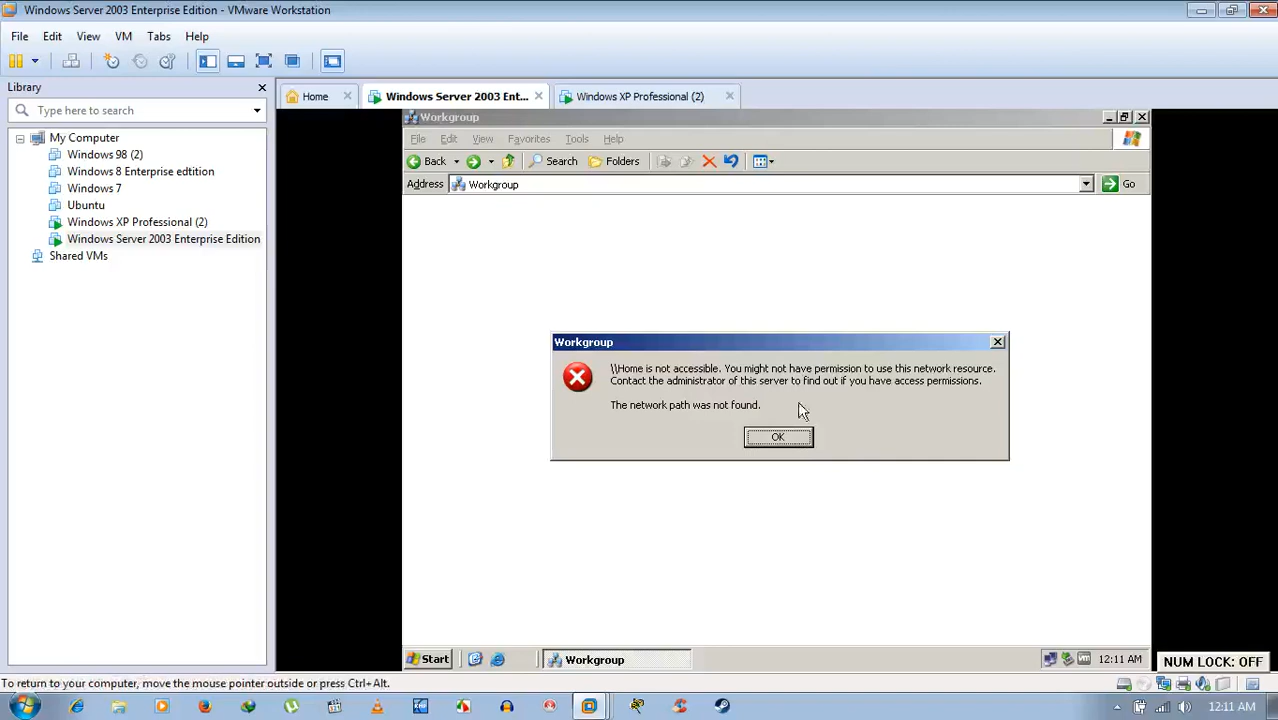 Windows Server 2003 Enterprise Edition - VMware Workstation
File Edit View VM Tabs Help
Library
Type here to search
My Computer
Windows 98 (2)
Windows 8 Enterprise edtition
Windows 7
Ubuntu
Windows XP Professional (2)
Windows Server 2003 Enterprise Edition
Shared VMs
Home
Windows Server 2003 Ent...
Windows XP Professional (2)
Workgroup
File Edit View Favorites Tools Help
Back Search Folders
Address Workgroup Go
Workgroup
\\Home is not accessible. You might not have permission to use this network resource.
Contact the administrator of this server to find out if you have access permissions.
The network path was not found.
OK
Start Workgroup 12:11 AM
NUM LOCK: OFF
To return to your computer, move the mouse pointer outside or press Ctrl+Alt.
12:11 AM